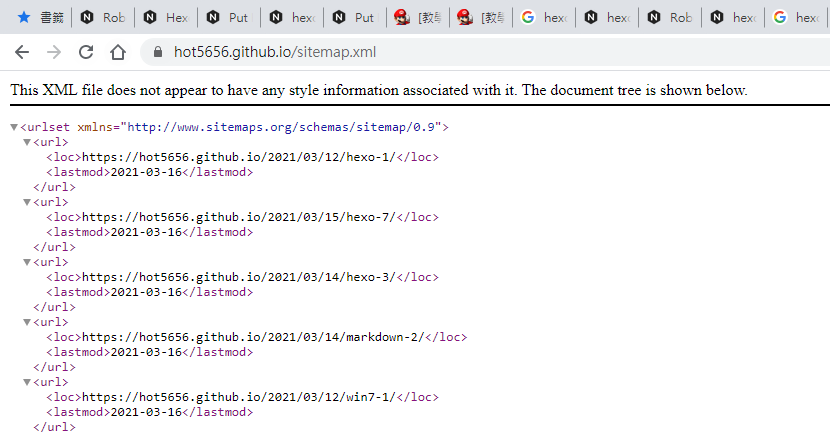 書籤 Rob Hex Put hexo Put [教學 [教學 hexo hexo Rob hexo hexo
hot5656.github.io/sitemap.xml
This XML file does not appear to have any style information associated with it. The document tree is shown below.
<urlset xmlns="http://www.sitemaps.org/schemas/sitemap/0.9">
<url>
<loc>https://hot5656.github.io/2021/03/12/hexo-1/</loc>
<lastmod>2021-03-16</lastmod>
</url>
<url>
<loc>https://hot5656.github.io/2021/03/15/hexo-7/</loc>
<lastmod>2021-03-16</lastmod>
</url>
<url>
<loc>https://hot5656.github.io/2021/03/14/hexo-3/</loc>
<lastmod>2021-03-16</lastmod>
</url>
<url>
<loc>https://hot5656.github.io/2021/03/14/markdown-2/</loc>
<lastmod>2021-03-16</lastmod>
</url>
<url>
<loc>https://hot5656.github.io/2021/03/12/win7-1/</loc>
<lastmod>2021-03-16</lastmod>
</url>